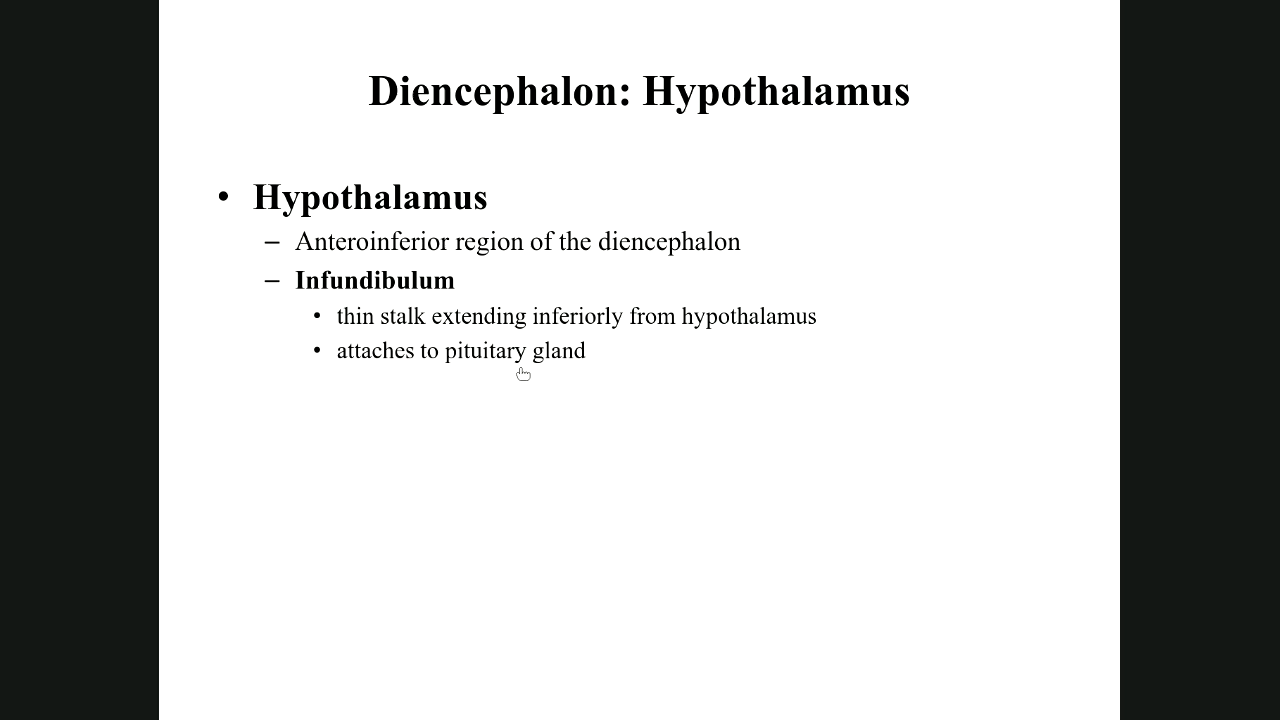 Diencephalon: Hypothalamus
• Hypothalamus
– Anteroinferior region of the diencephalon
– Infundibulum
• thin stalk extending inferiorly from hypothalamus
• attaches to pituitary gland